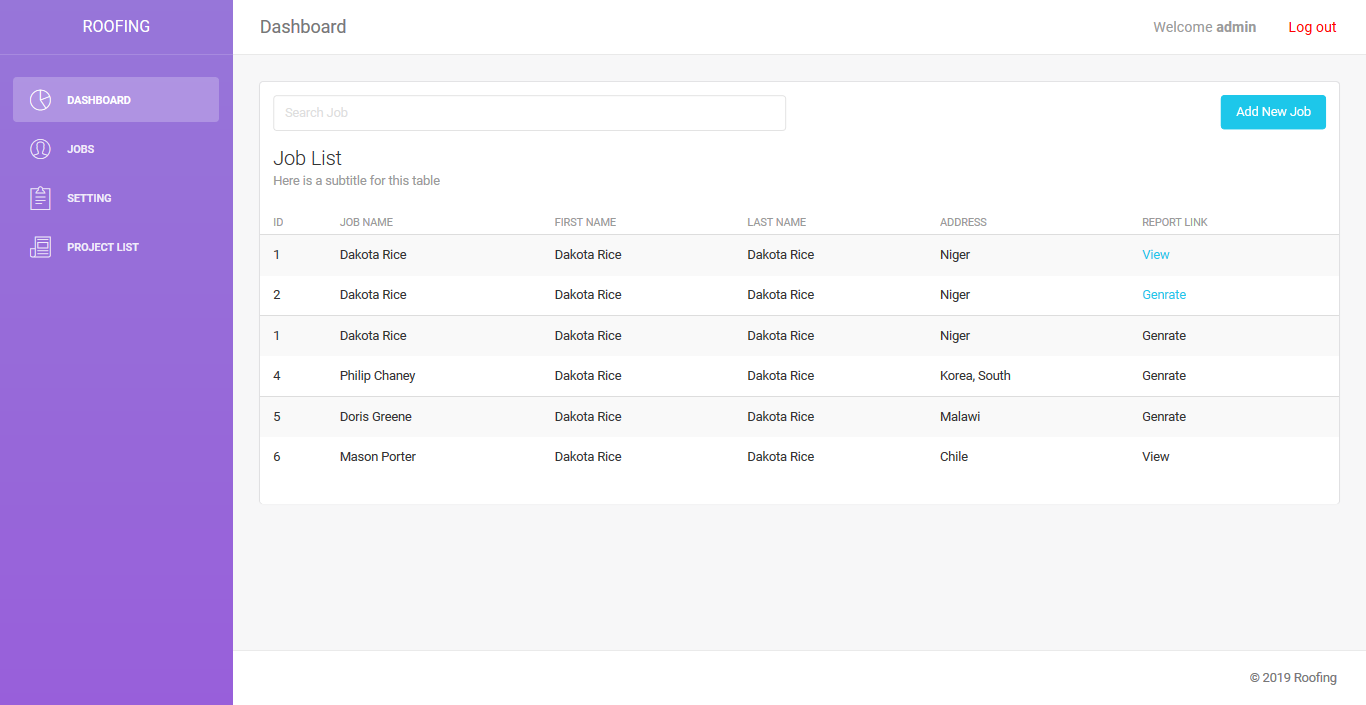 ROOFING
Dashboard
Welcome admin Log out
DASHBOARD
JOBS
SETTING
PROJECT LIST
Search Job
Add New Job
Job List
Here is a subtitle for this table
ID JOB NAME FIRST NAME LAST NAME ADDRESS REPORT LINK
1 Dakota Rice Dakota Rice Dakota Rice Niger View
2 Dakota Rice Dakota Rice Dakota Rice Niger Genrate
1 Dakota Rice Dakota Rice Dakota Rice Niger Genrate
4 Philip Chaney Dakota Rice Dakota Rice Korea, South Genrate
5 Doris Greene Dakota Rice Dakota Rice Malawi Genrate
6 Mason Porter Dakota Rice Dakota Rice Chile View
© 2019 Roofing